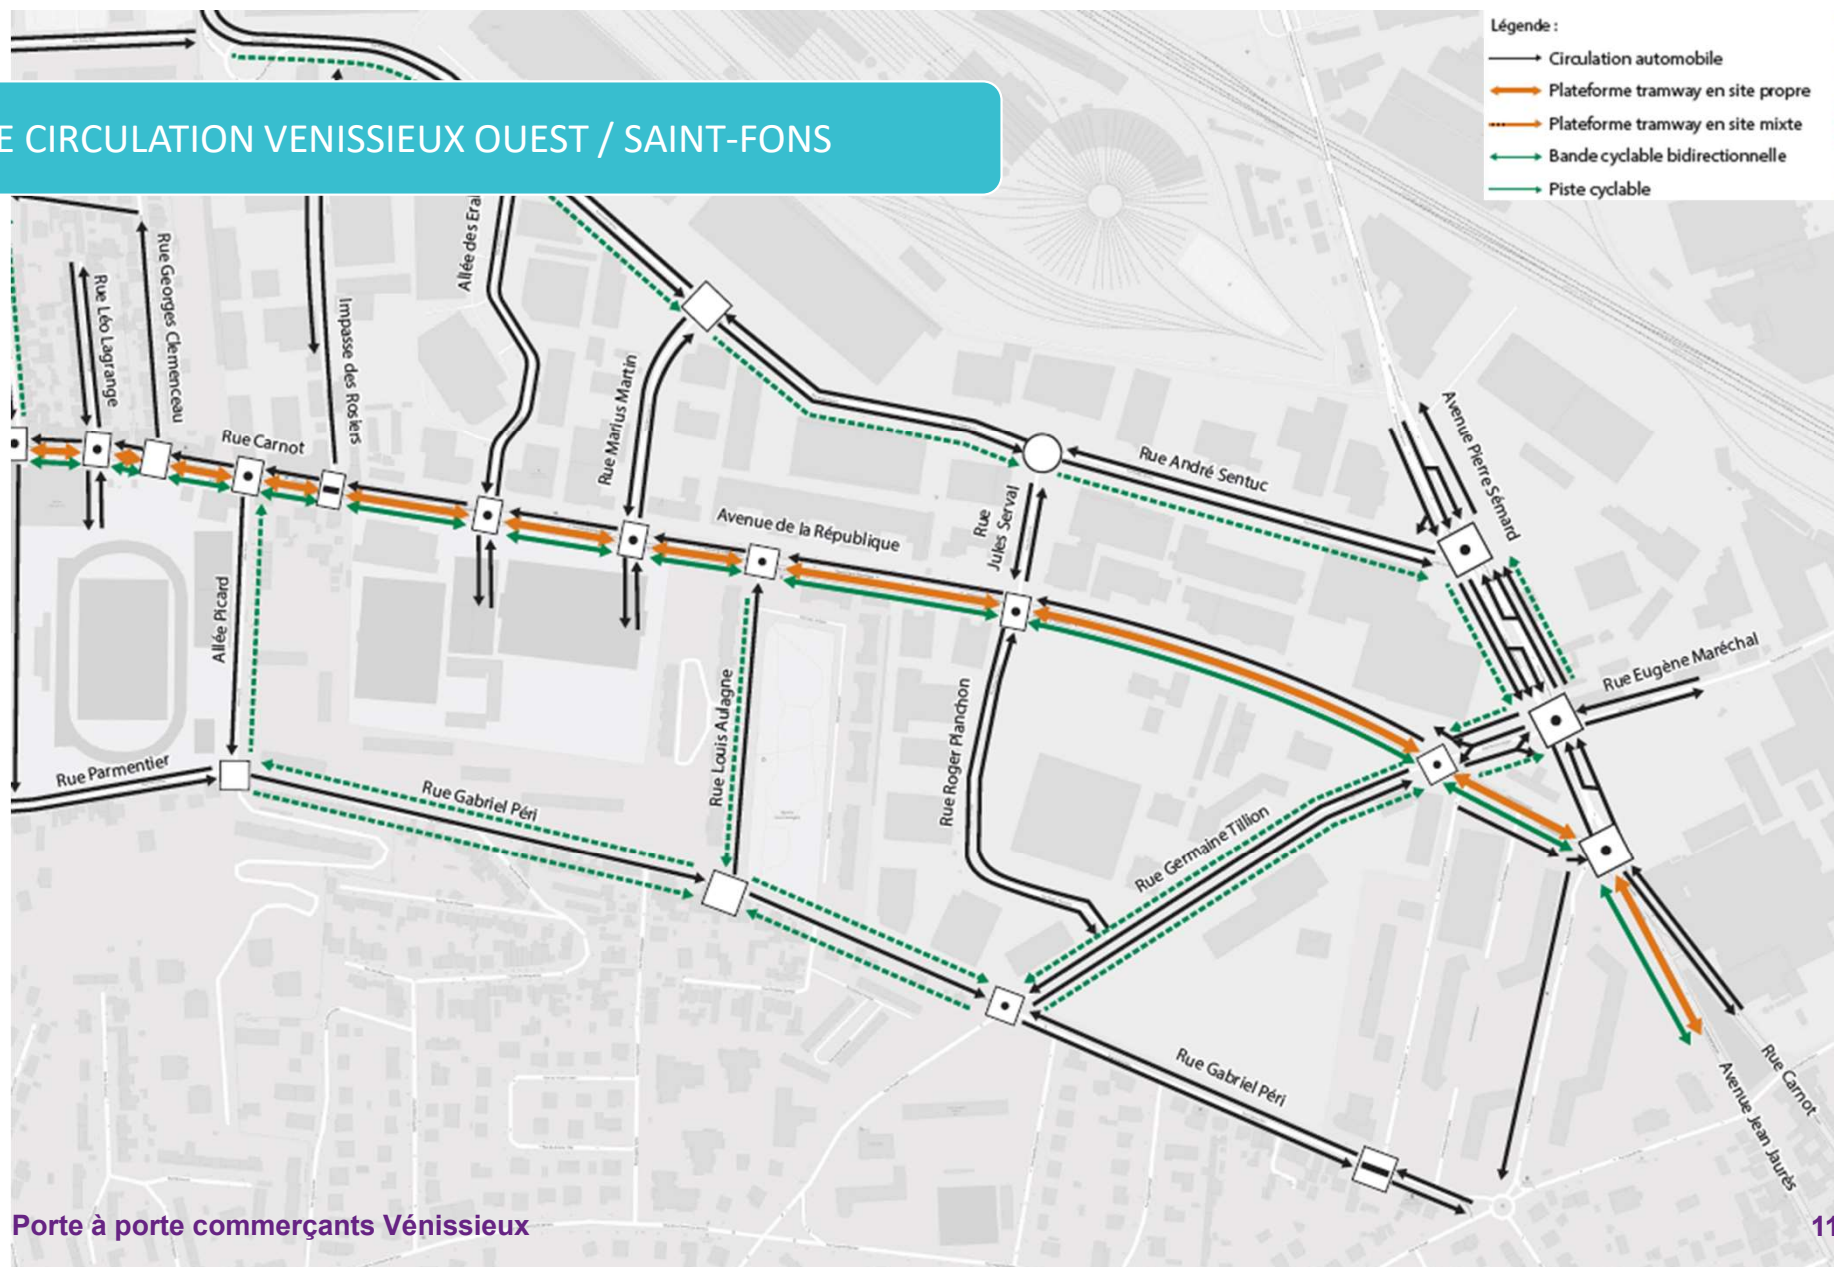 Légende :
Circulation automobile
Plateforme tramway en site propre
Plateforme tramway en site mixte
Bande cyclable bidirectionnelle
Piste cyclable
E CIRCULATION VENISSIEUX OUEST / SAINT-FONS
Rue Léo Lagrange
Rue Georges Clemenceau
Impasse des Rosiers
Allée des Era
Rue Marius Martin
Rue Carnot
Avenue de la République
Rue
Jules Serval
Rue André Sentuc
Avenue Pierre Sémard
Rue Eugène Maréchal
Allée Picard
Rue Louis Aulagne
Rue Roger Planchon
Rue Germaine Tillion
Rue Parmentier
Rue Gabriel Péri
Rue Gabriel Péri
Rue Carnot
Avenue Jean Jaurès
Porte à porte commerçants Vénissieux
11